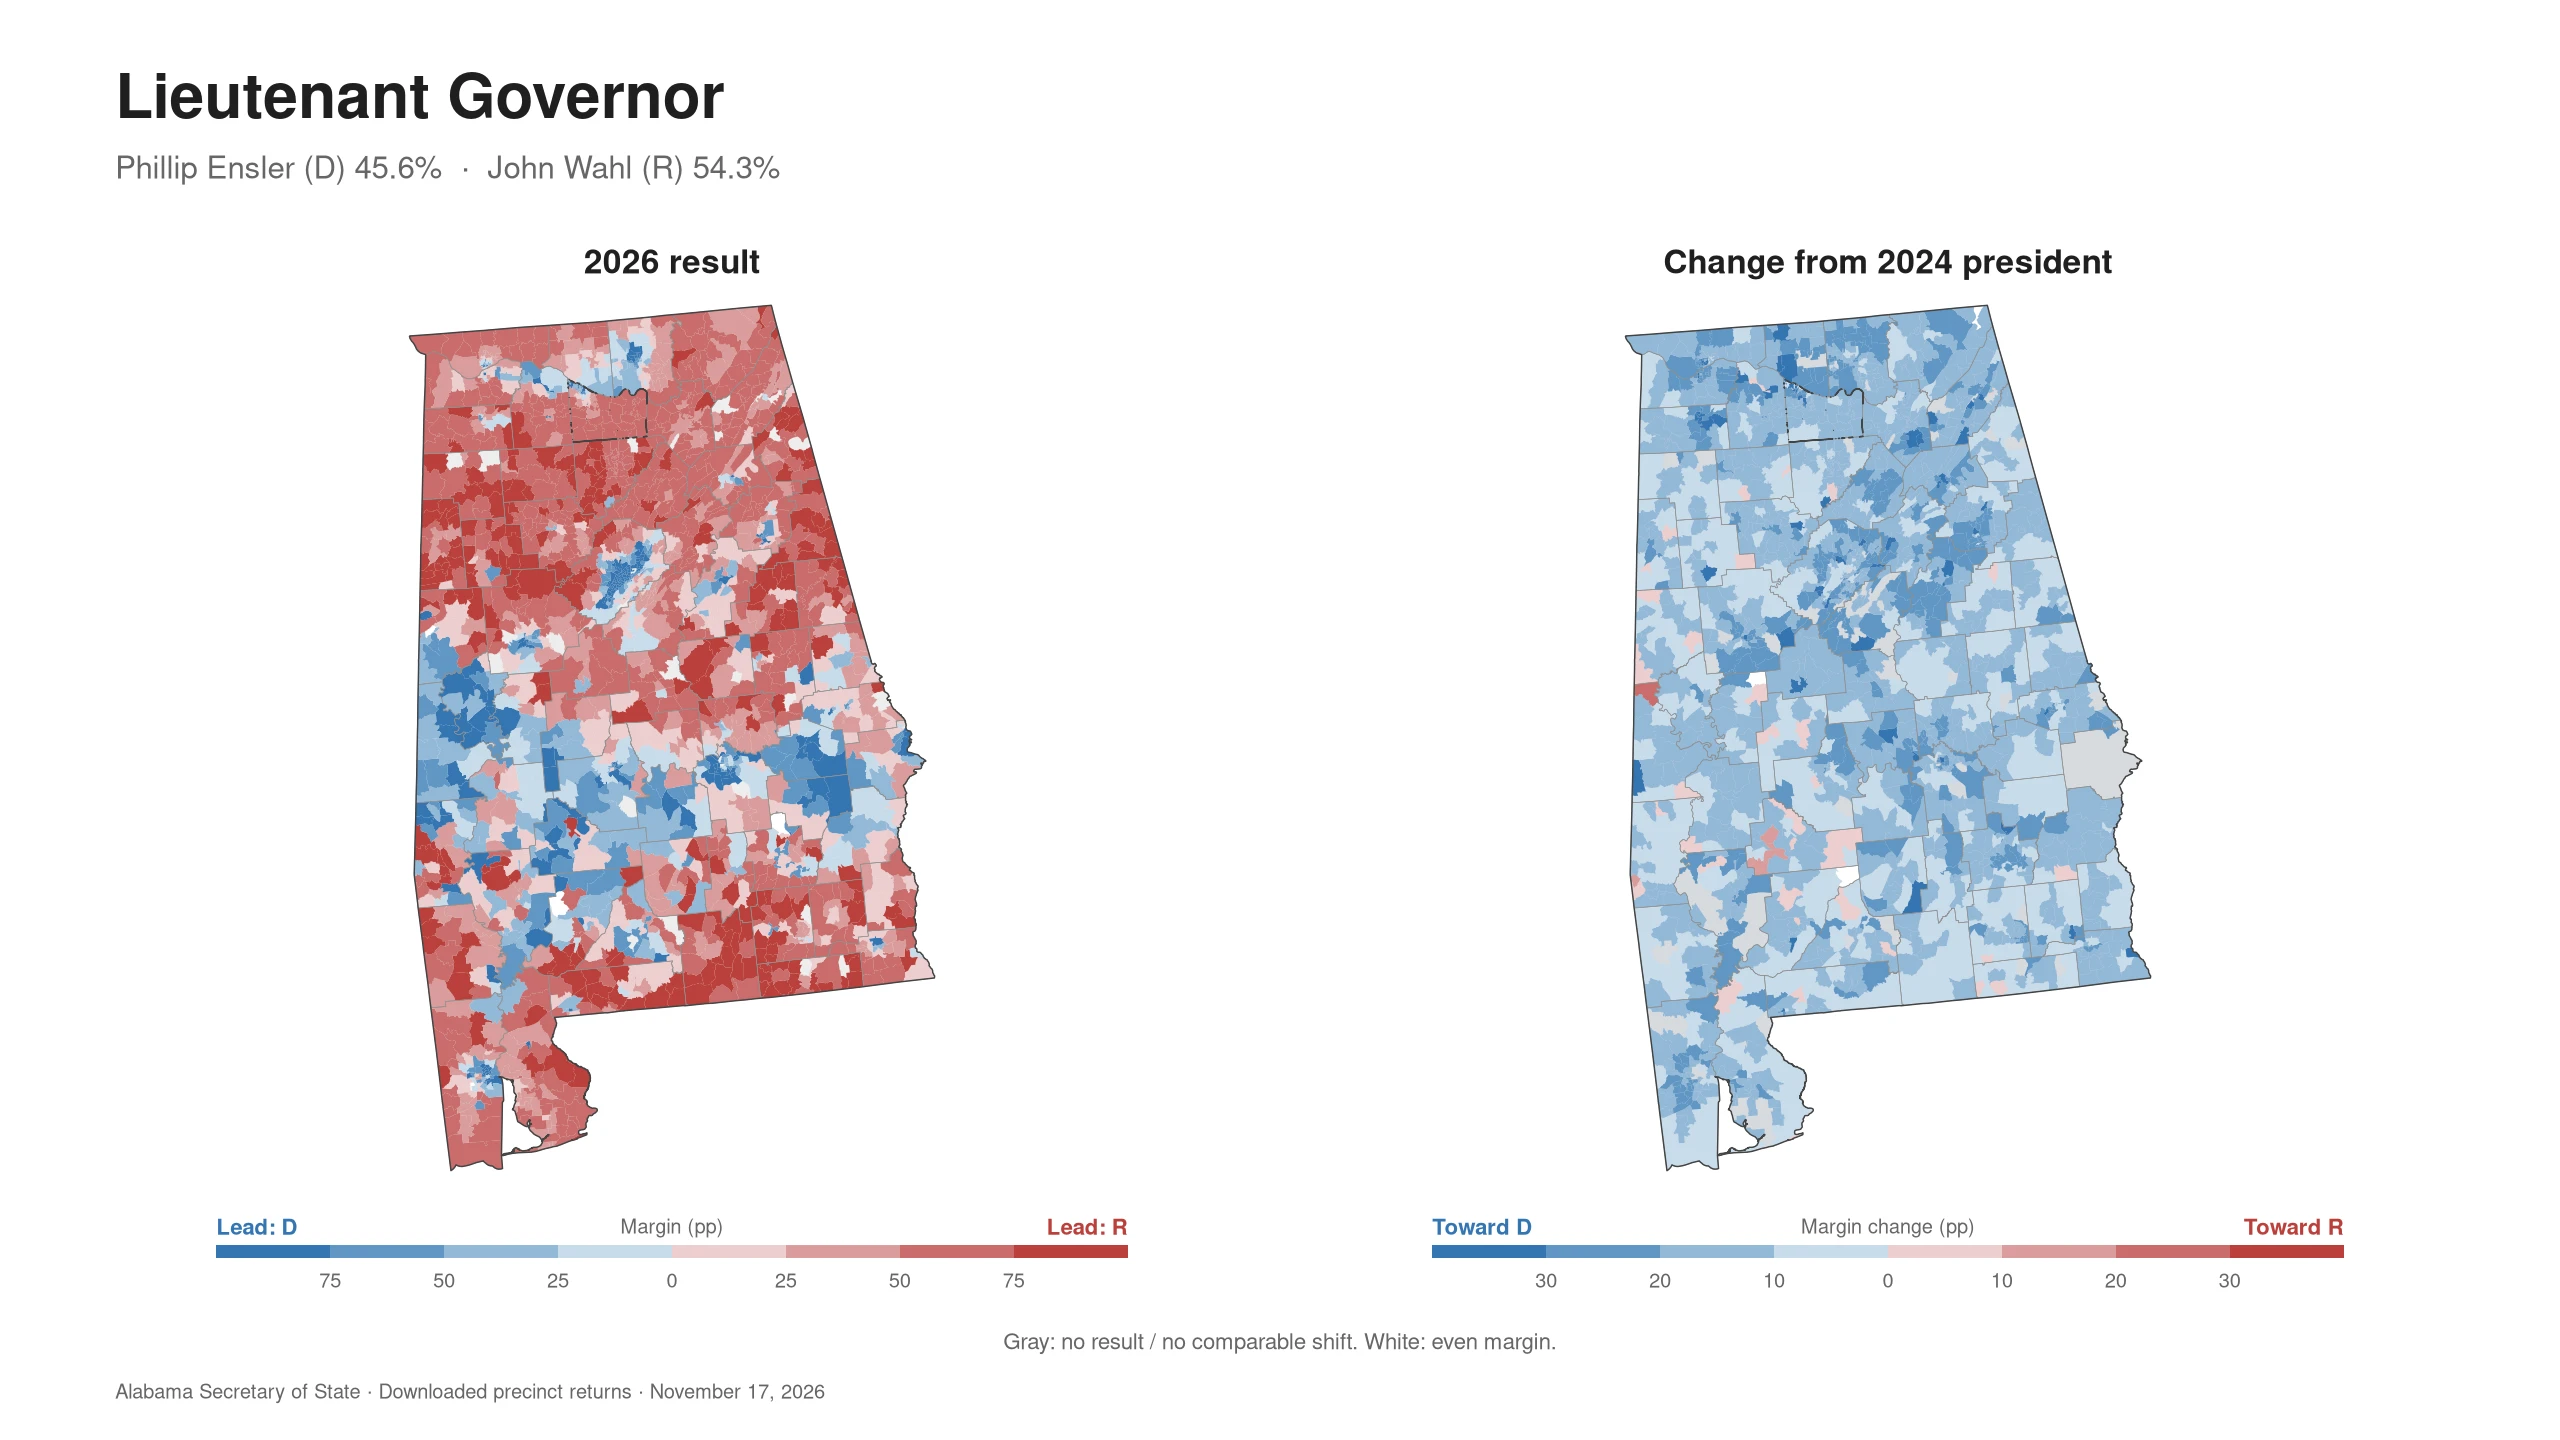 Lieutenant Governor
Phillip Ensler (D) 45.6% · John Wahl (R) 54.3%
2026 result
Change from 2024 president
Lead: D
Margin (pp)
Lead: R
75 50 25 0 25 50 75
Toward D
Margin change (pp)
Toward R
30 20 10 0 10 20 30
Gray: no result / no comparable shift. White: even margin.
Alabama Secretary of State · Downloaded precinct returns · November 17, 2026